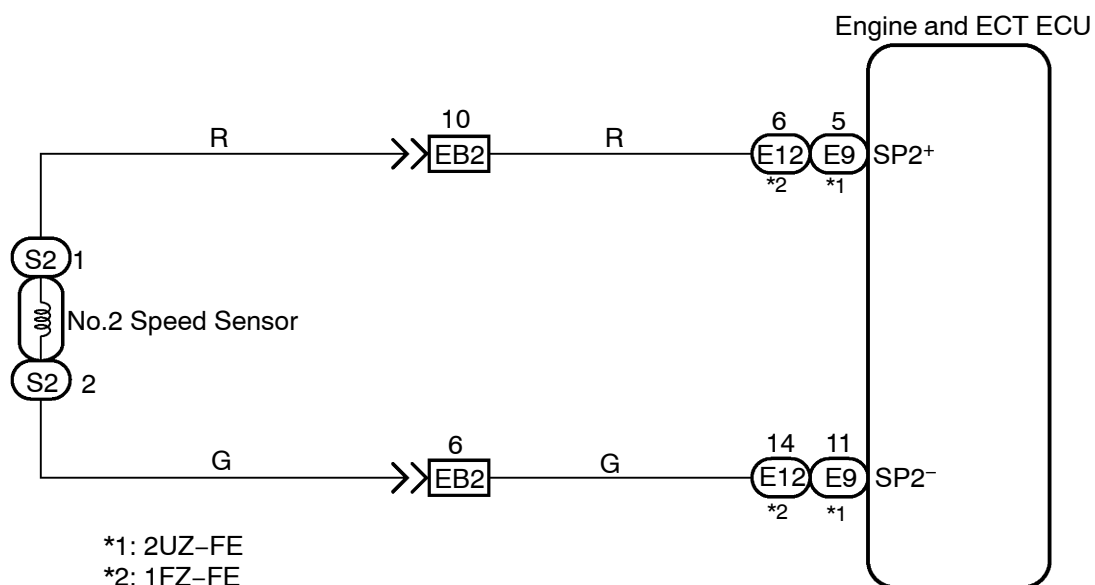 Engine and ECT ECU
10
6 5
R R
EB2 E12 E9 SP2+
*2 *1
S2 1
No.2 Speed Sensor
S2 2
6 14 11
G G
EB2 E12 E9 SP2−
*2 *1
*1: 2UZ−FE
*2: 1FZ−FE